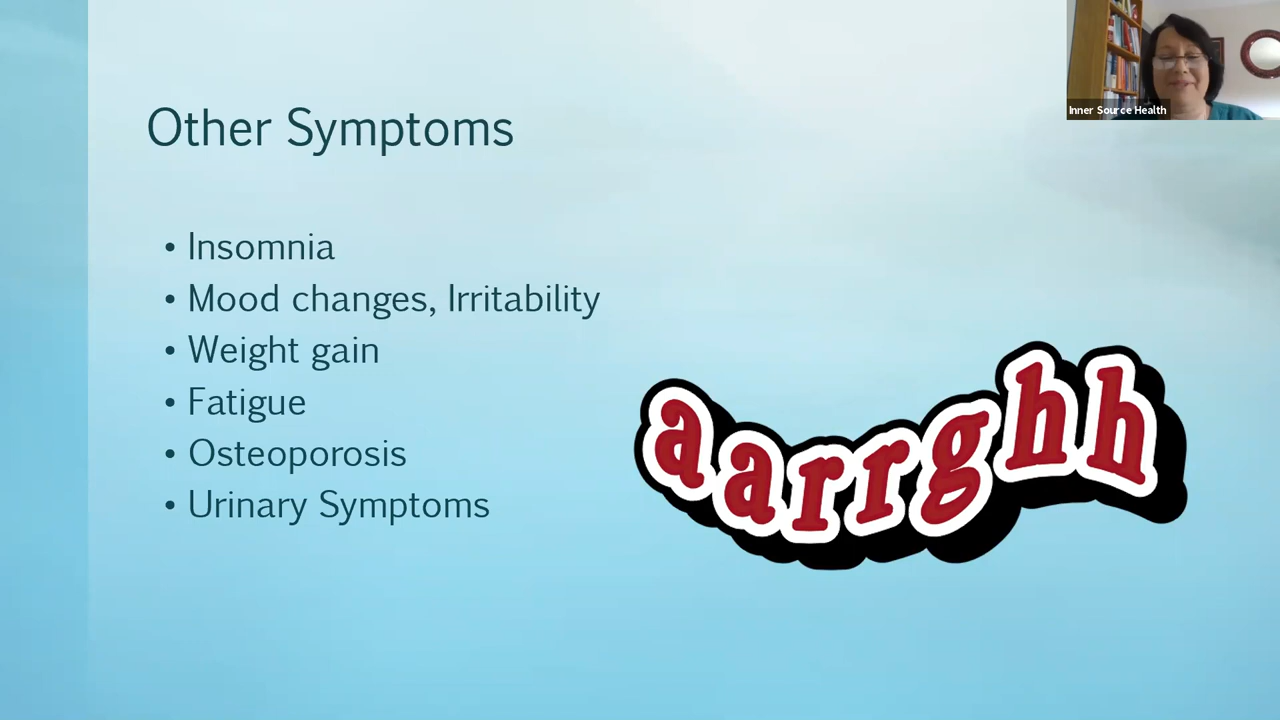 Inner Source Health
Other Symptoms
• Insomnia
• Mood changes, Irritability
• Weight gain
• Fatigue
• Osteoporosis
• Urinary Symptoms
aarrghh